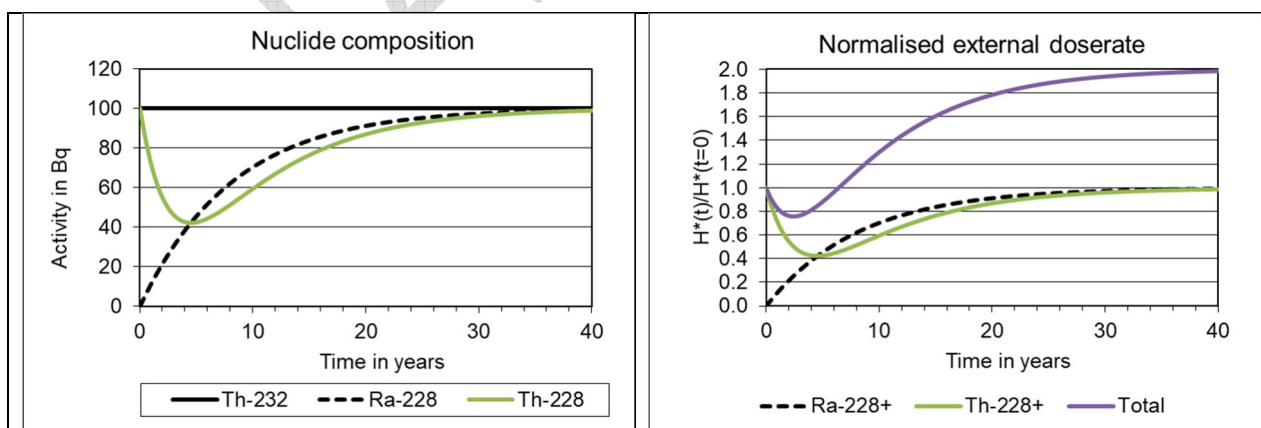 Nuclide composition
120
100
80
60
40
20
0
Activity in Bq
0 10 20 30 40
Time in years
Th-232 Ra-228 Th-228
Normalised external doserate
2.0
1.8
1.6
1.4
1.2
1.0
0.8
0.6
0.4
0.2
0.0
H*(t)/H*(t=0)
0 10 20 30 40
Time in years
Ra-228+ Th-228+ Total